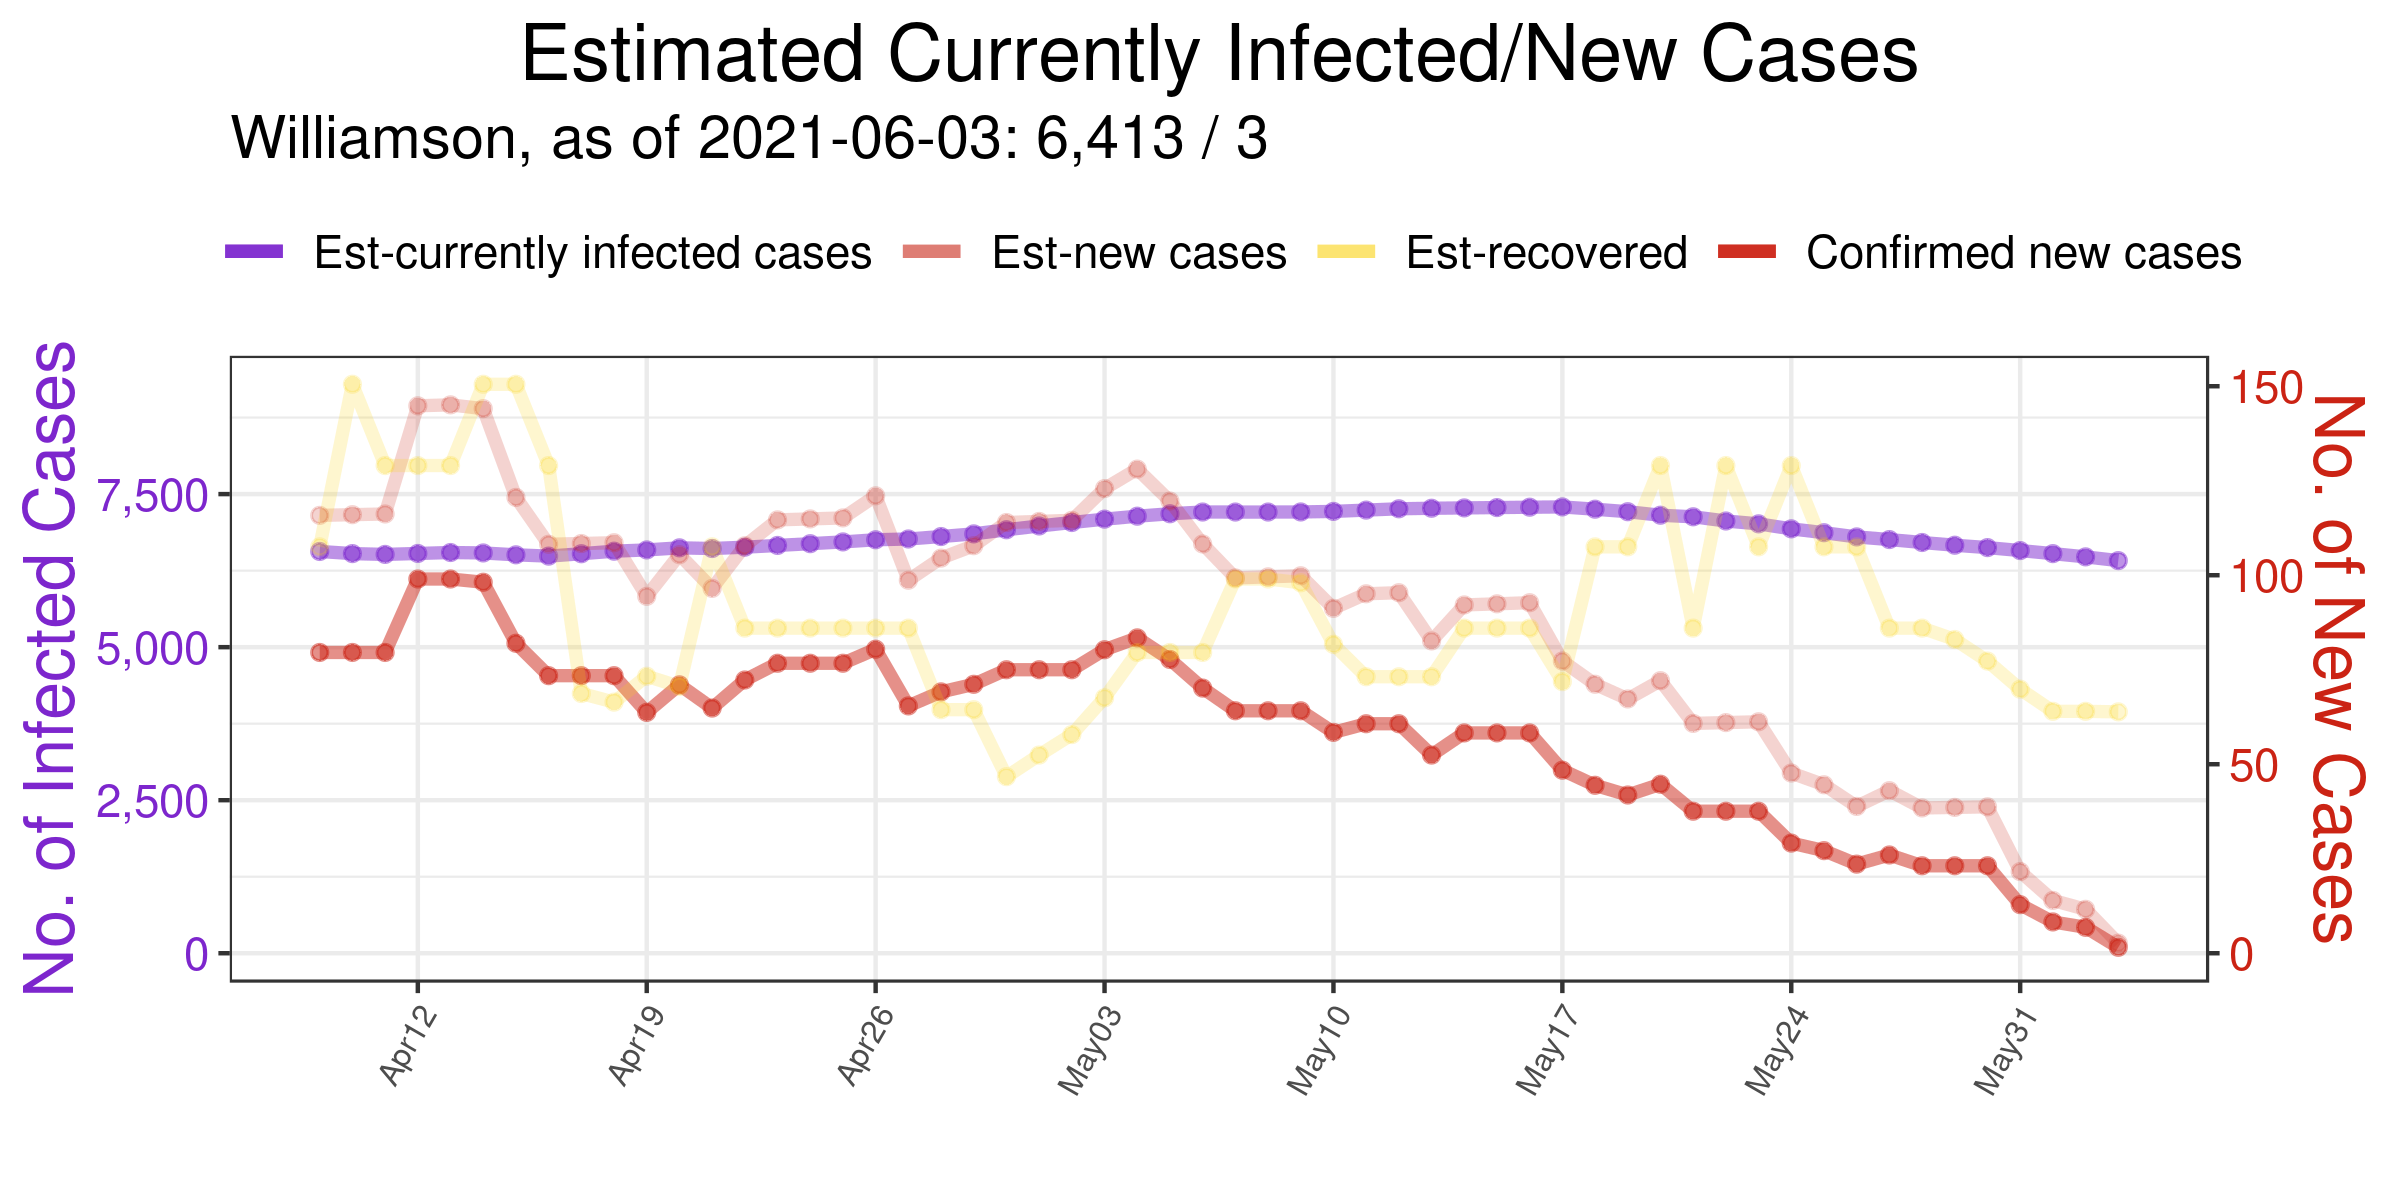 Estimated Currently Infected/New Cases
Williamson, as of 2021-06-03: 6,413 / 3
Est-currently infected cases Est-new cases Est-recovered Confirmed new cases
No. of Infected Cases
7,500
5,000
2,500
0
150
100
50
0
No. of New Cases
Apr12 Apr19 Apr26 May03 May10 May17 May24 May31